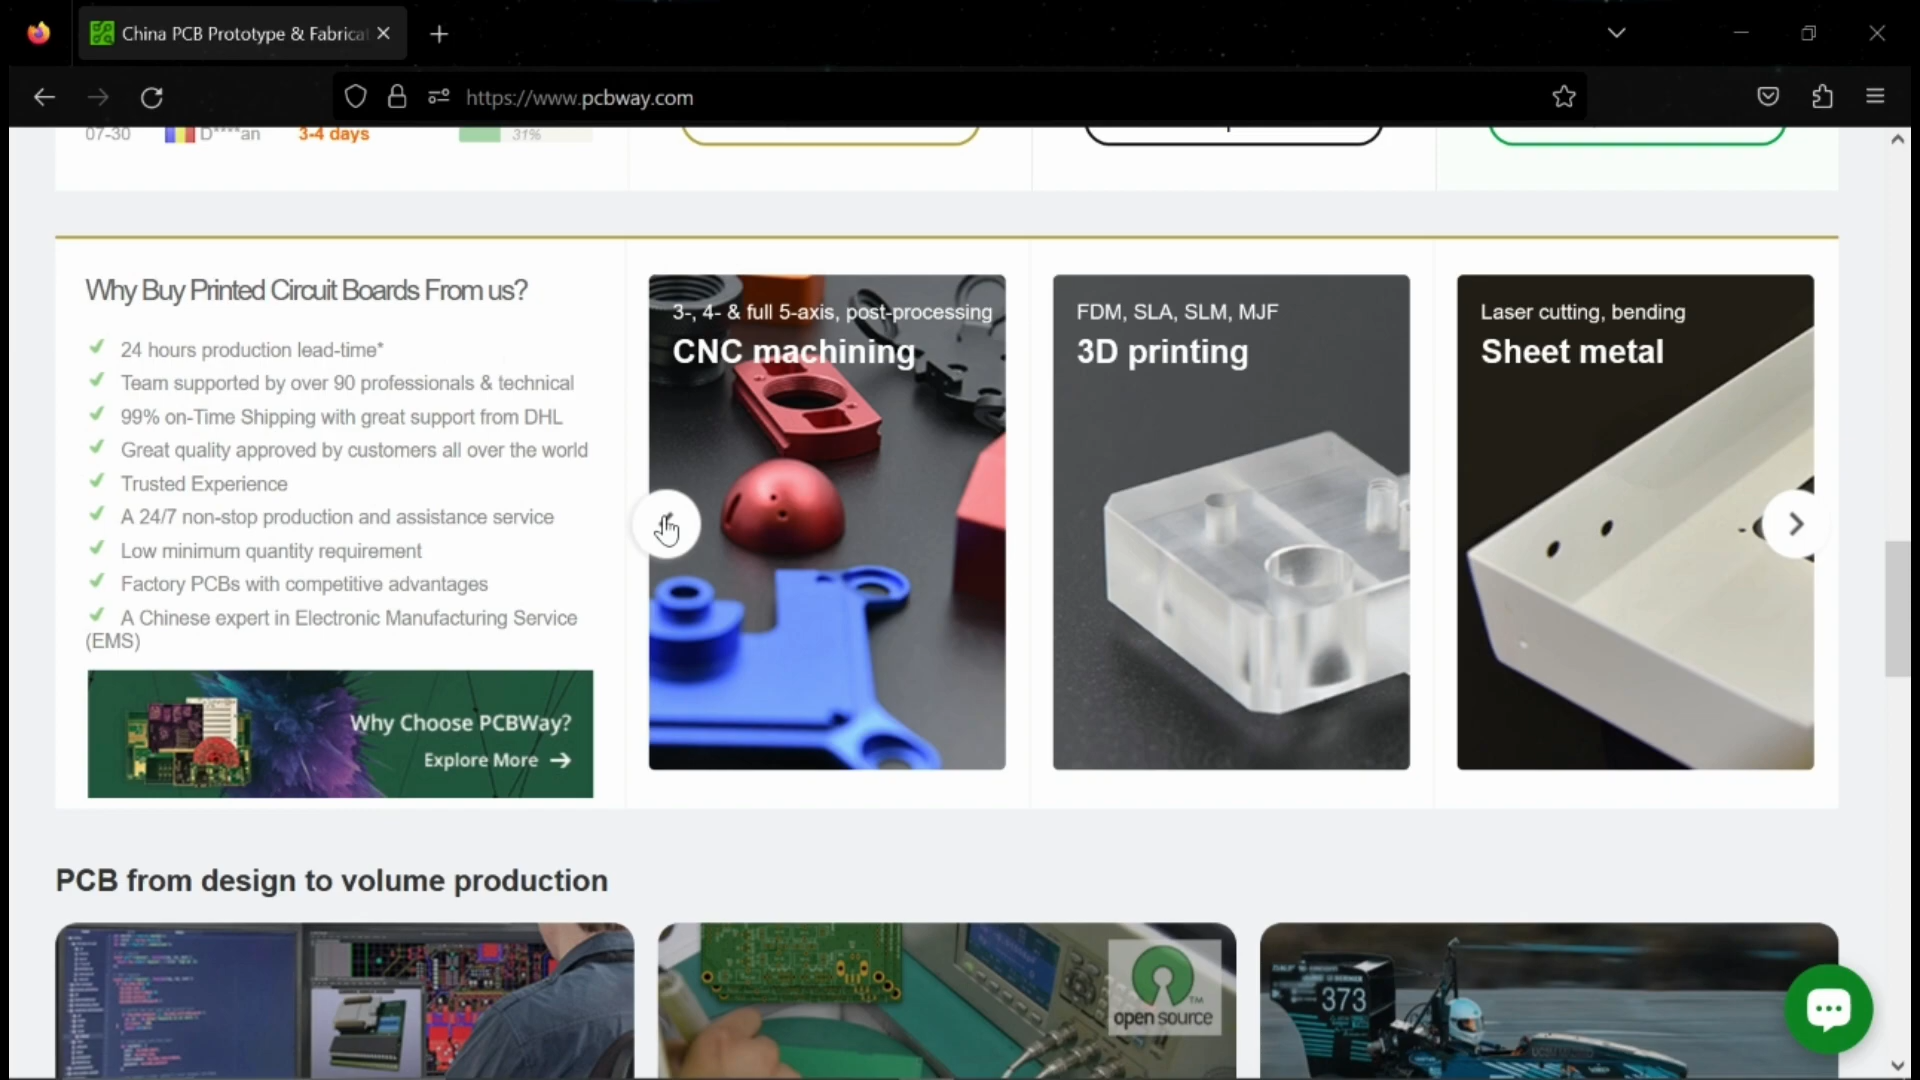 China PCB Prototype & Fabrica
https://www.pcbway.com
07-30 D****an 3-4 days 31%
Why Buy Printed Circuit Boards From us?
24 hours production lead-time*
Team supported by over 90 professionals & technical
99% on-Time Shipping with great support from DHL
Great quality approved by customers all over the world
Trusted Experience
A 24/7 non-stop production and assistance service
Low minimum quantity requirement
Factory PCBs with competitive advantages
A Chinese expert in Electronic Manufacturing Service
(EMS)
Why Choose PCBWay?
Explore More
3-, 4- & full 5-axis, post-processing
CNC machining
FDM, SLA, SLM, MJF
3D printing
Laser cutting, bending
Sheet metal
PCB from design to volume production
open source
TM
373